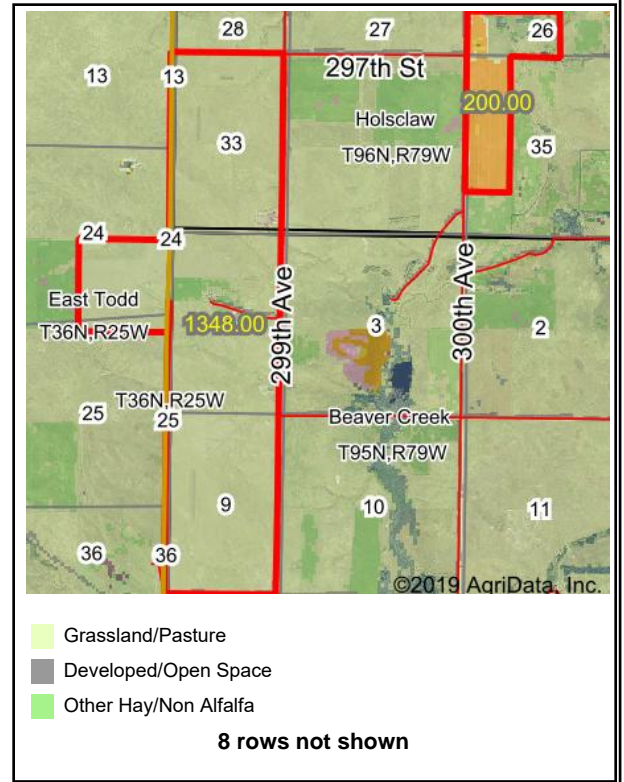 28 27 26
13 13 297th St
200.00
Holsclaw
33 T96N,R79W 35
24 24
299th Ave
300th Ave
East Todd
1348.00 3 2
T36N,R25W
T36N,R25W
25 25 Beaver Creek
T95N,R79W
9 10 11
36 36
©2019 AgriData, Inc.
Grassland/Pasture
Developed/Open Space
Other Hay/Non Alfalfa
8 rows not shown